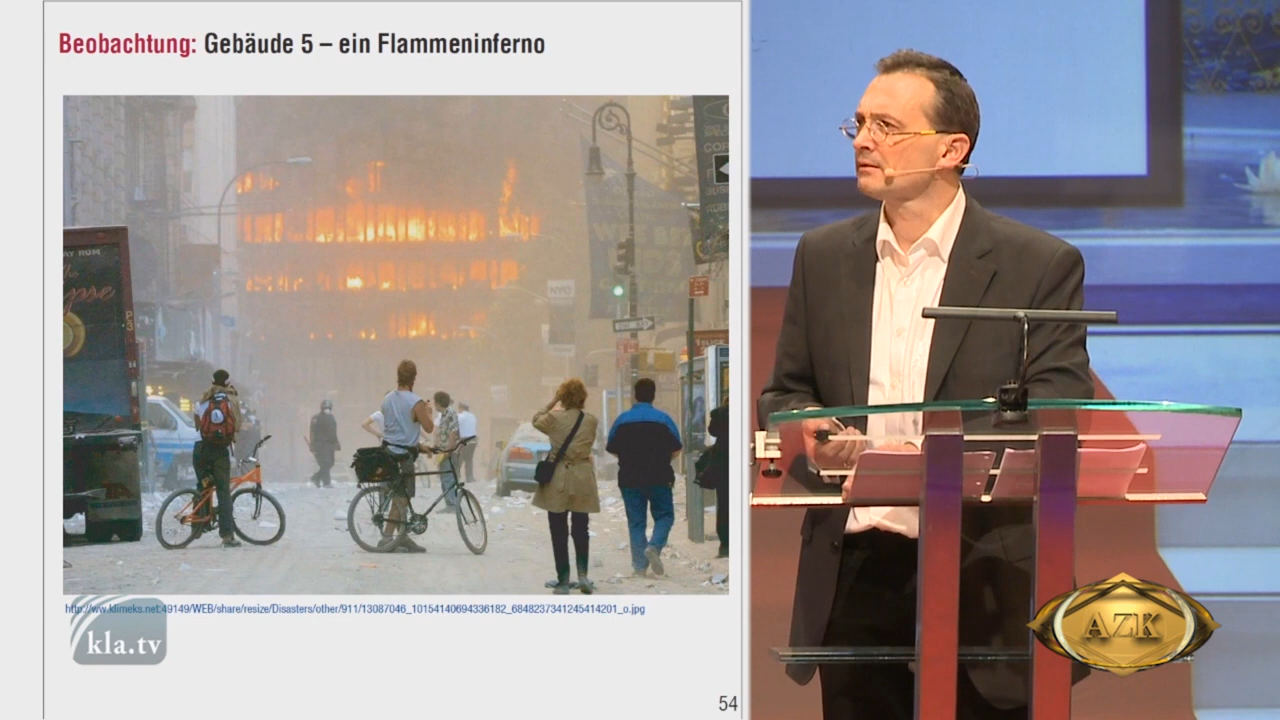 Beobachtung: Gebäude 5 – ein Flammeninferno
NYC
http://ww.klimeks.net:49149/WEB/share/resize/Disasters/other/911/13087046_10154140694336182_6848237341245414201_o.jpg
kla.tv
AZK
54